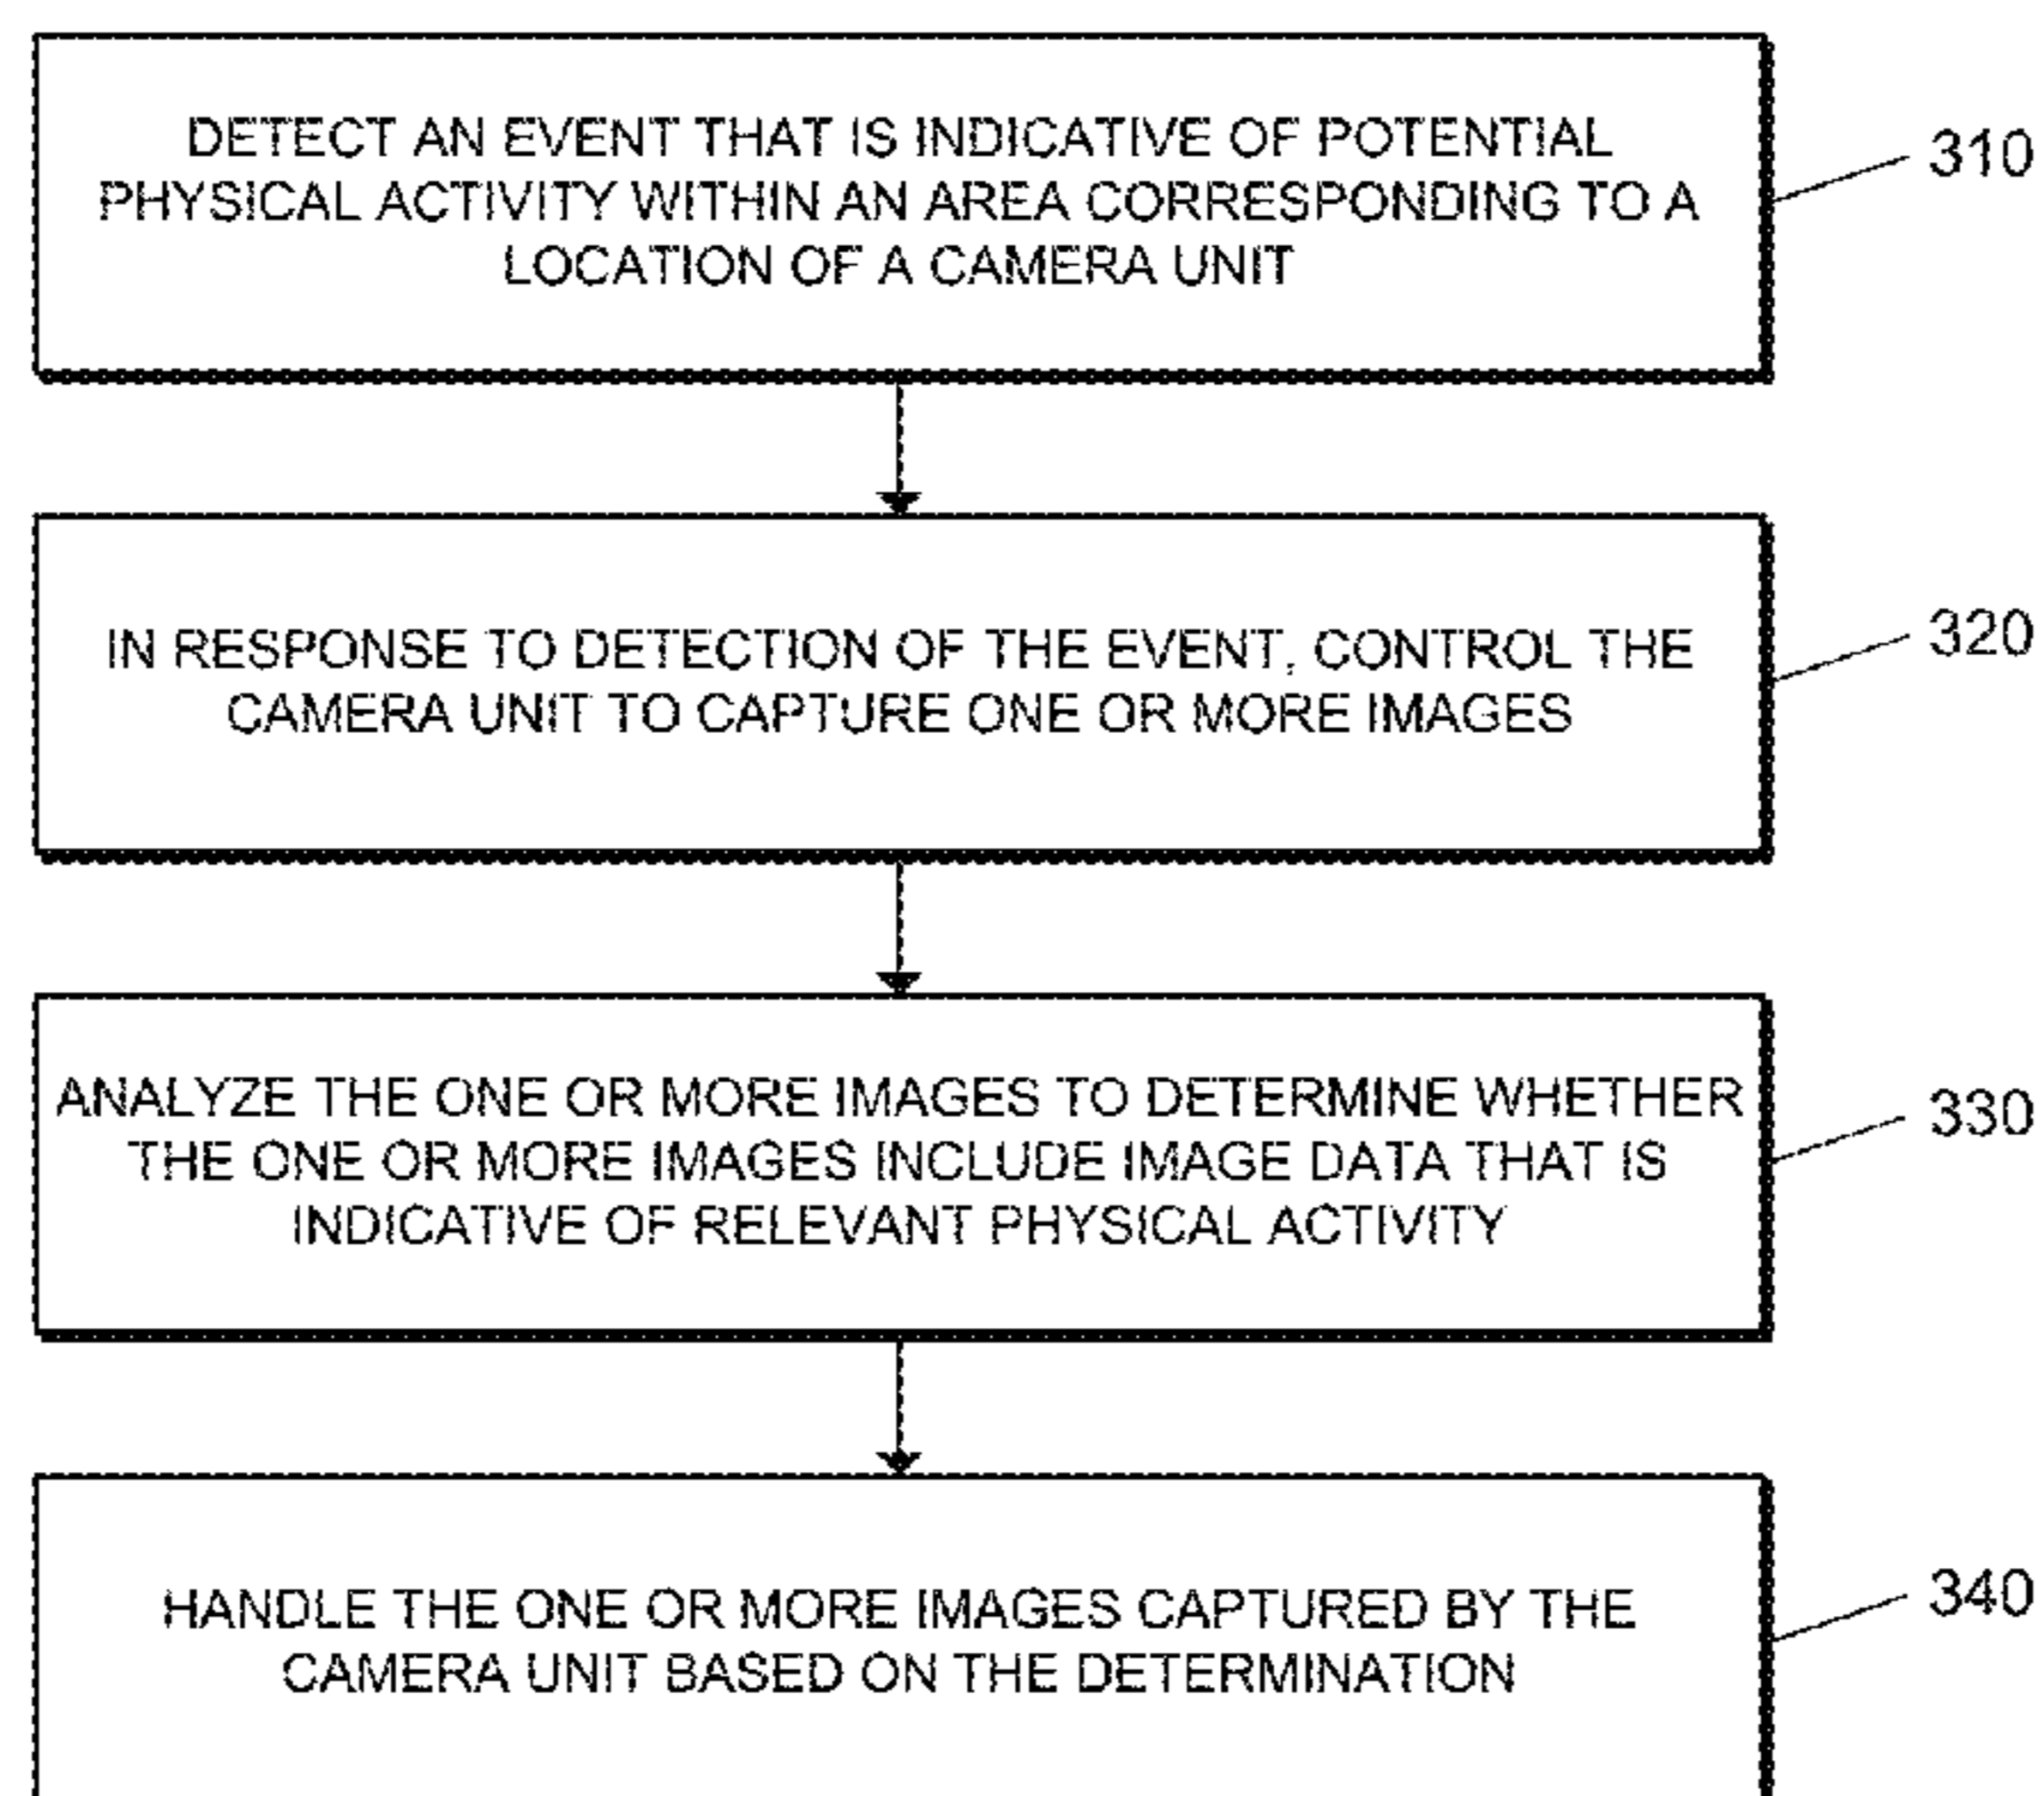 DETECT AN EVENT THAT IS INDICATIVE OF POTENTIAL
PHYSICAL ACTIVITY WITHIN AN AREA CORRESPONDING TO A
LOCATION OF A CAMERA UNIT
310
IN RESPONSE TO DETECTION OF THE EVENT, CONTROL THE
CAMERA UNIT TO CAPTURE ONE OR MORE IMAGES
320
ANALYZE THE ONE OR MORE IMAGES TO DETERMINE WHETHER
THE ONE OR MORE IMAGES INCLUDE IMAGE DATA THAT IS
INDICATIVE OF RELEVANT PHYSICAL ACTIVITY
330
HANDLE THE ONE OR MORE IMAGES CAPTURED BY THE
CAMERA UNIT BASED ON THE DETERMINATION
340